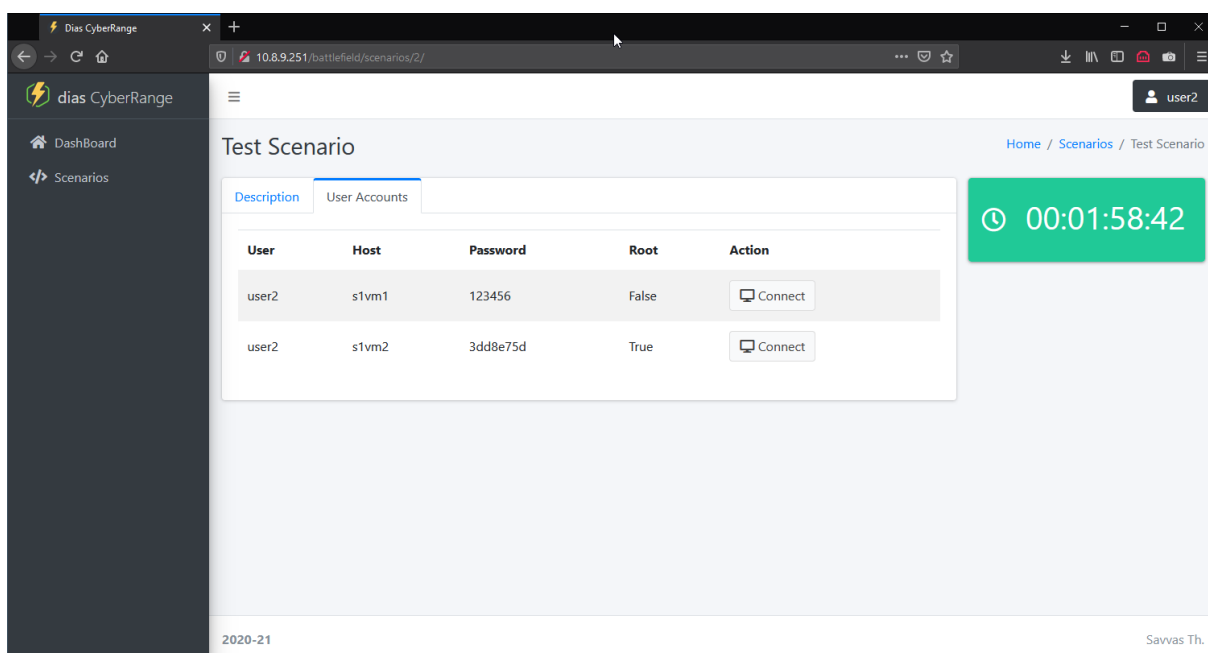 Dias CyberRange
10.8.9.251/battlefield/scenarios/2/
dias CyberRange
user2
DashBoard
Scenarios
Test Scenario
Home / Scenarios / Test Scenario
Description User Accounts
00:01:58:42
User Host Password Root Action
user2 s1vm1 123456 False Connect
user2 s1vm2 3dd8e75d True Connect
2020-21 Savvas Th.